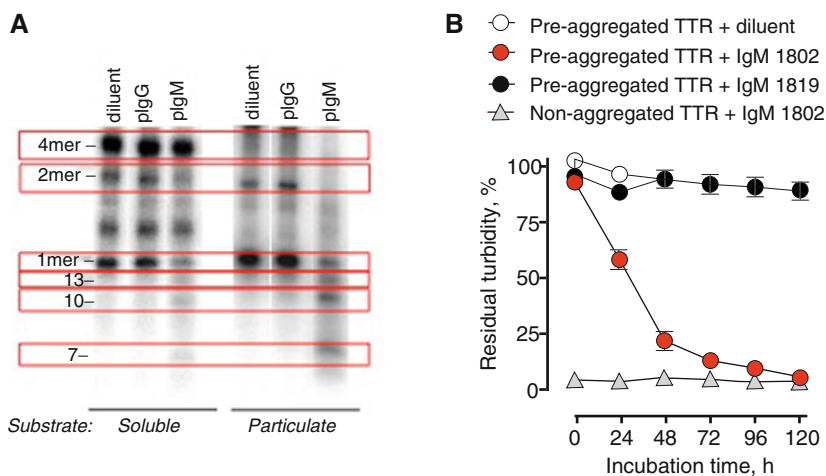 A
diluent
pIgG
pIgM
diluent
pIgG
pIgM
4mer –
2mer –
1mer –
13–
10–
7–
Substrate: Soluble Particulate
B
Pre-aggregated TTR + diluent
Pre-aggregated TTR + IgM 1802
Pre-aggregated TTR + IgM 1819
Non-aggregated TTR + IgM 1802
Residual turbidity, %
100
75
50
25
0
0 24 48 72 96 120
Incubation time, h